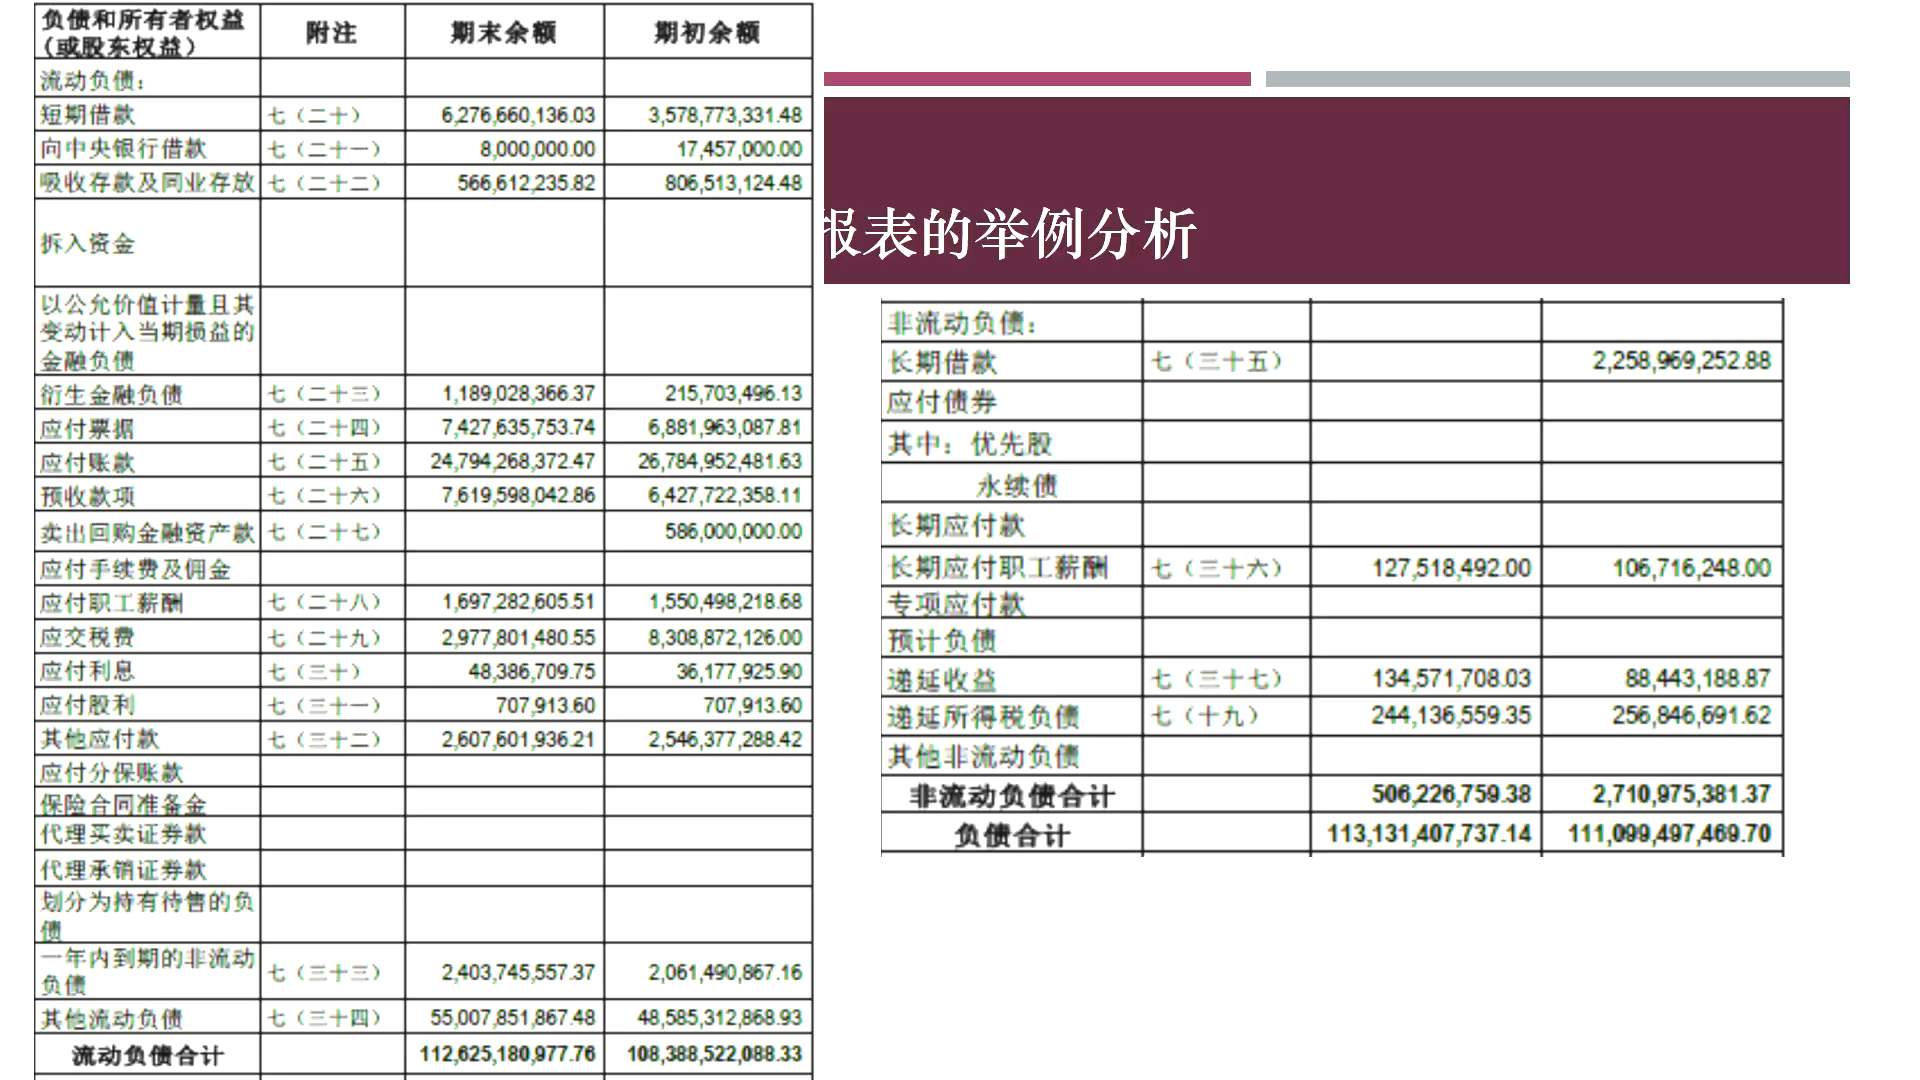 负债和所有者权益
（或股东权益） 附注 期末余额 期初余额
流动负债：
短期借款 七（二十） 6,276,660,136.03 3,578,773,331.48
向中央银行借款 七（二十一） 8,000,000.00 17,457,000.00
吸收存款及同业存放 七（二十二） 566,612,235.82 806,513,124.48
拆入资金
以公允价值计量且其
变动计入当期损益的
金融负债
衍生金融负债 七（二十三） 1,189,028,366.37 215,703,496.13
应付票据 七（二十四） 7,427,635,753.74 6,881,963,087.81
应付账款 七（二十五） 24,794,268,372.47 26,784,952,481.63
预收款项 七（二十六） 7,619,598,042.86 6,427,722,358.11
卖出回购金融资产款 七（二十七） 586,000,000.00
应付手续费及佣金
应付职工薪酬 七（二十八） 1,697,282,605.51 1,550,498,218.68
应交税费 七（二十九） 2,977,801,480.55 8,308,872,126.00
应付利息 七（三十） 48,386,709.75 36,177,925.90
应付股利 七（三十一） 707,913.60 707,913.60
其他应付款 七（三十二） 2,607,601,936.21 2,546,377,288.42
应付分保账款
保险合同准备金
代理买卖证券款
代理承销证券款
划分为持有待售的负
债
一年内到期的非流动
负债 七（三十三） 2,403,745,557.37 2,061,490,867.16
其他流动负债 七（三十四） 55,007,851,867.48 48,585,312,868.93
流动负债合计 112,625,180,977.76 108,388,522,088.33
报表的举例分析
非流动负债：
长期借款 七（三十五） 2,258,969,252.88
应付债券
其中：优先股
永续债
长期应付款
长期应付职工薪酬 七（三十六） 127,518,492.00 106,716,248.00
专项应付款
预计负债
递延收益 七（三十七） 134,571,708.03 88,443,188.87
递延所得税负债 七（十九） 244,136,559.35 256,846,691.62
其他非流动负债
非流动负债合计 506,226,759.38 2,710,975,381.37
负债合计 113,131,407,737.14 111,099,497,469.70